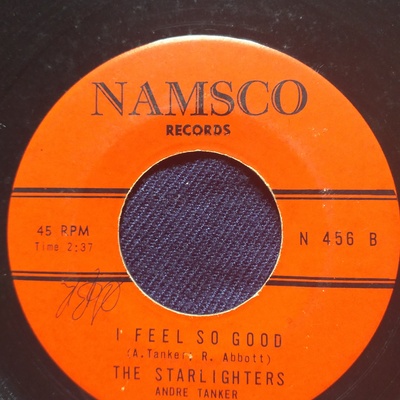 NAMSCO
RECORDS
45 RPM
Time 2:37
N 456 B
I FEEL SO GOOD
(A. Tanker, R. Abbott)
THE STARLIGHTERS
ANDRE TANKER